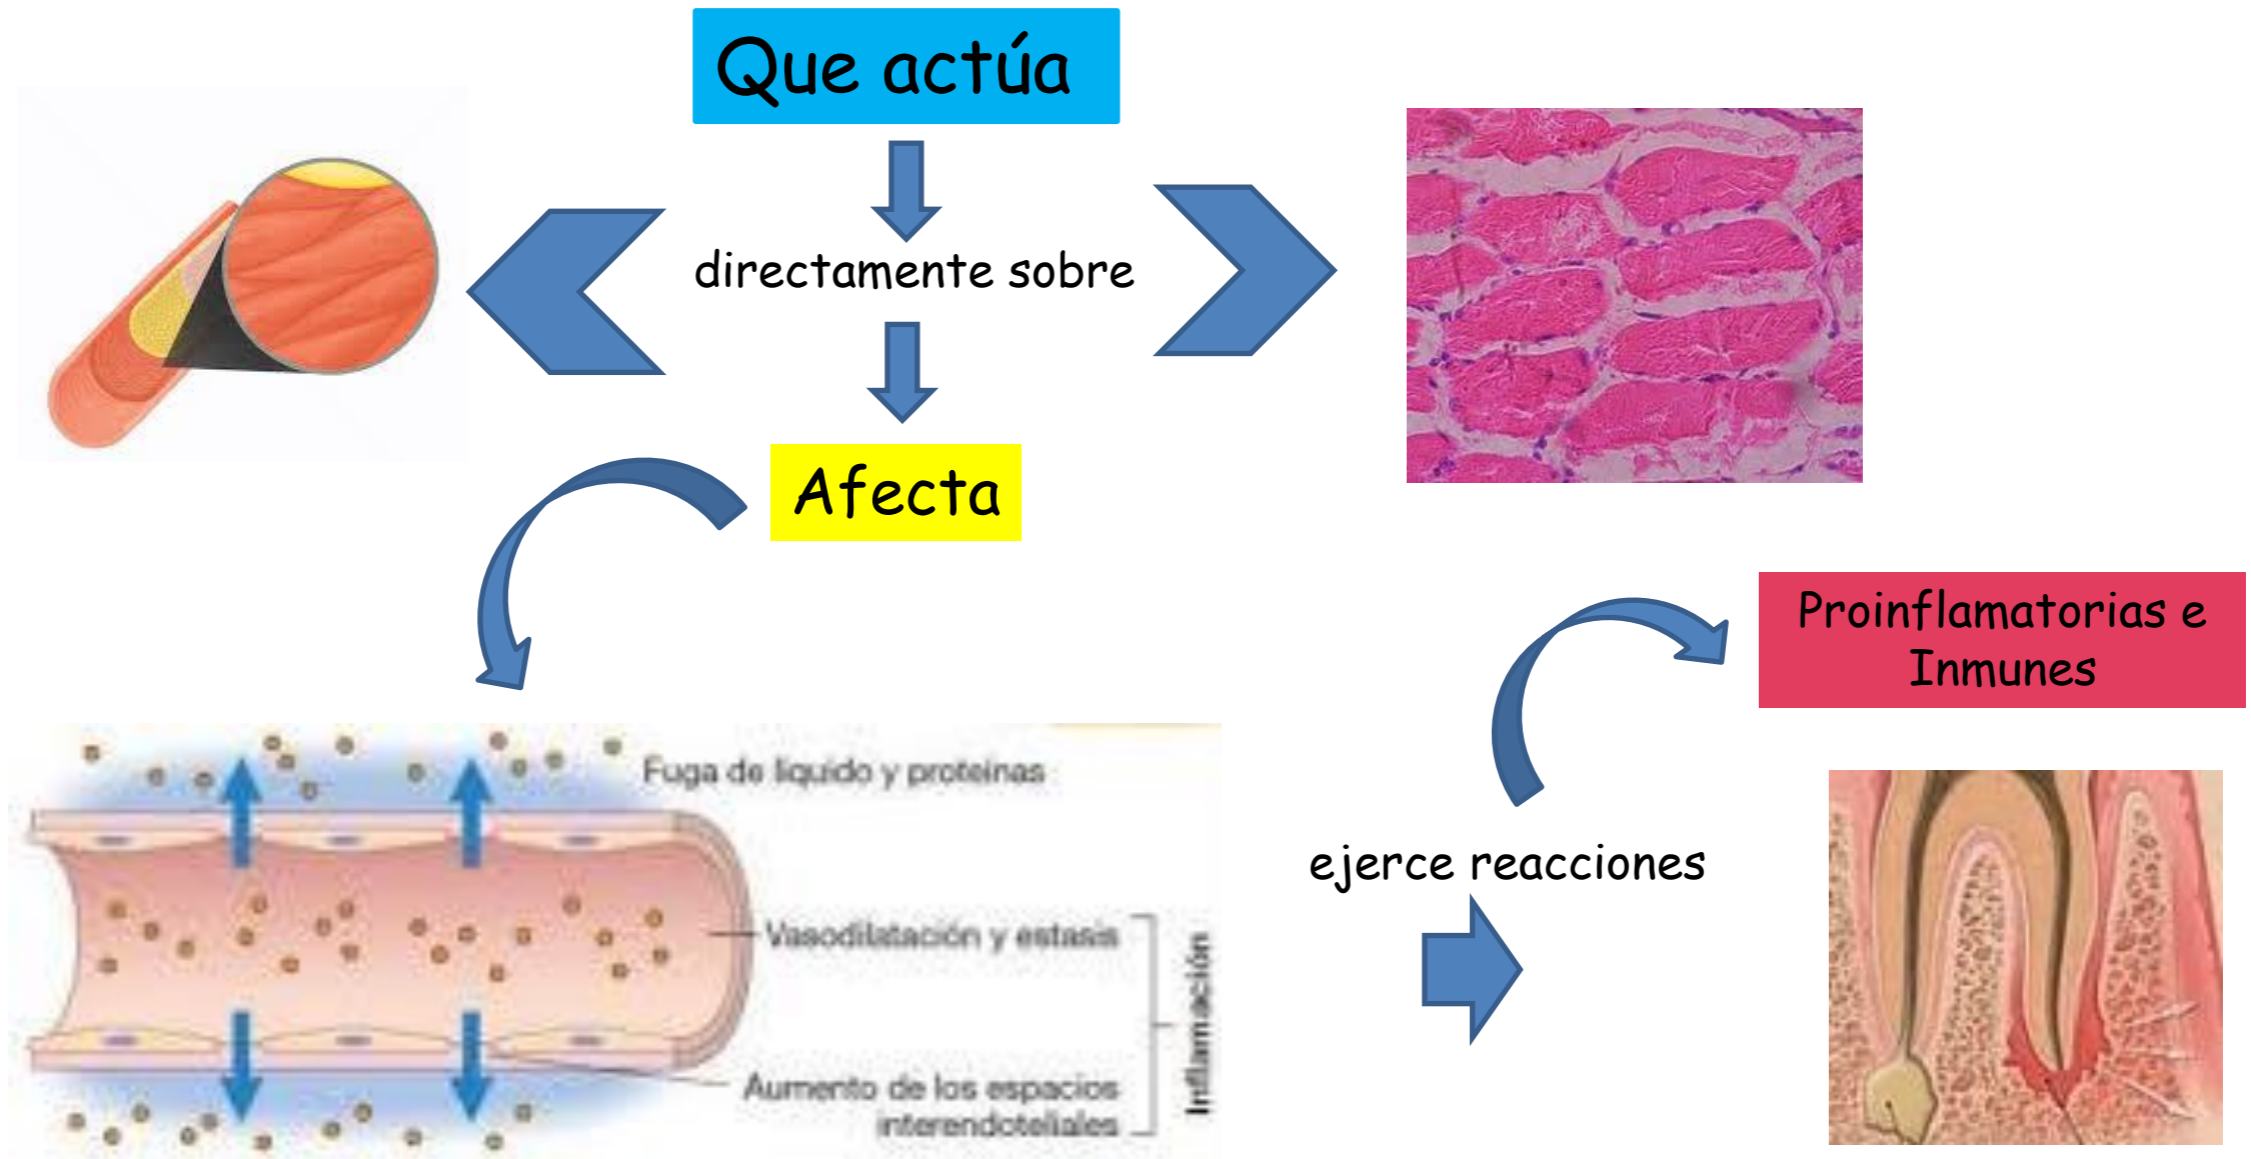 Que actúa
directamente sobre
Afecta
Proinflamatorias e
Inmunes
Fuga de líquido y proteínas
ejerce reacciones
Vasodilatación y estasis
Inflamación
Aumento de los espacios
interendoteliales